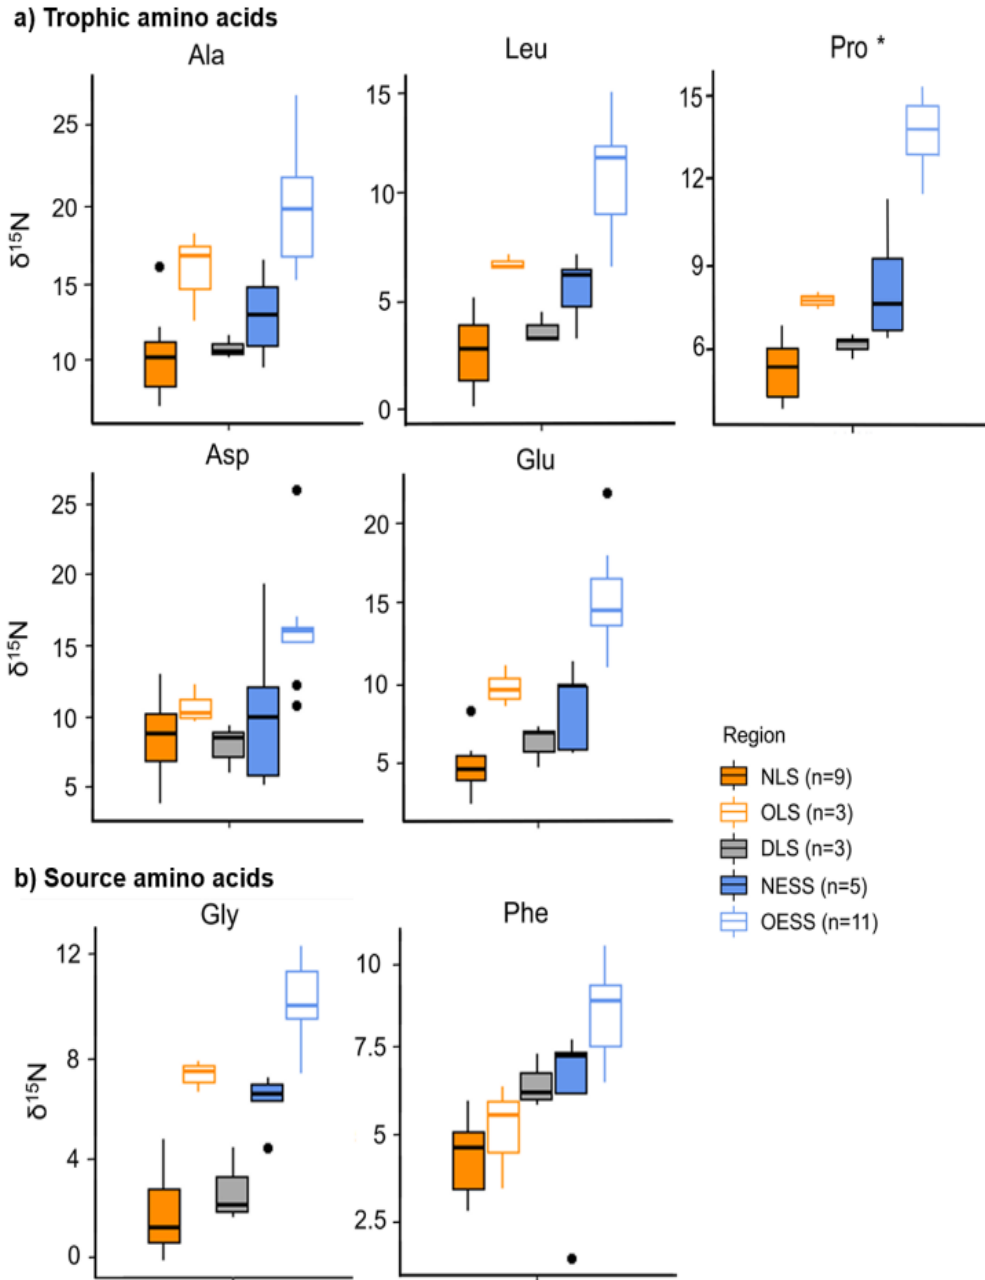 a) Trophic amino acids
Ala
Leu
Pro *
δ15N
25
20
15
10
15
10
5
0
15
12
9
6
Asp
Glu
δ15N
25
20
15
10
5
20
15
10
5
Region
NLS (n=9)
OLS (n=3)
DLS (n=3)
NESS (n=5)
OESS (n=11)
b) Source amino acids
Gly
Phe
δ15N
12
8
4
0
10
7.5
5
2.5